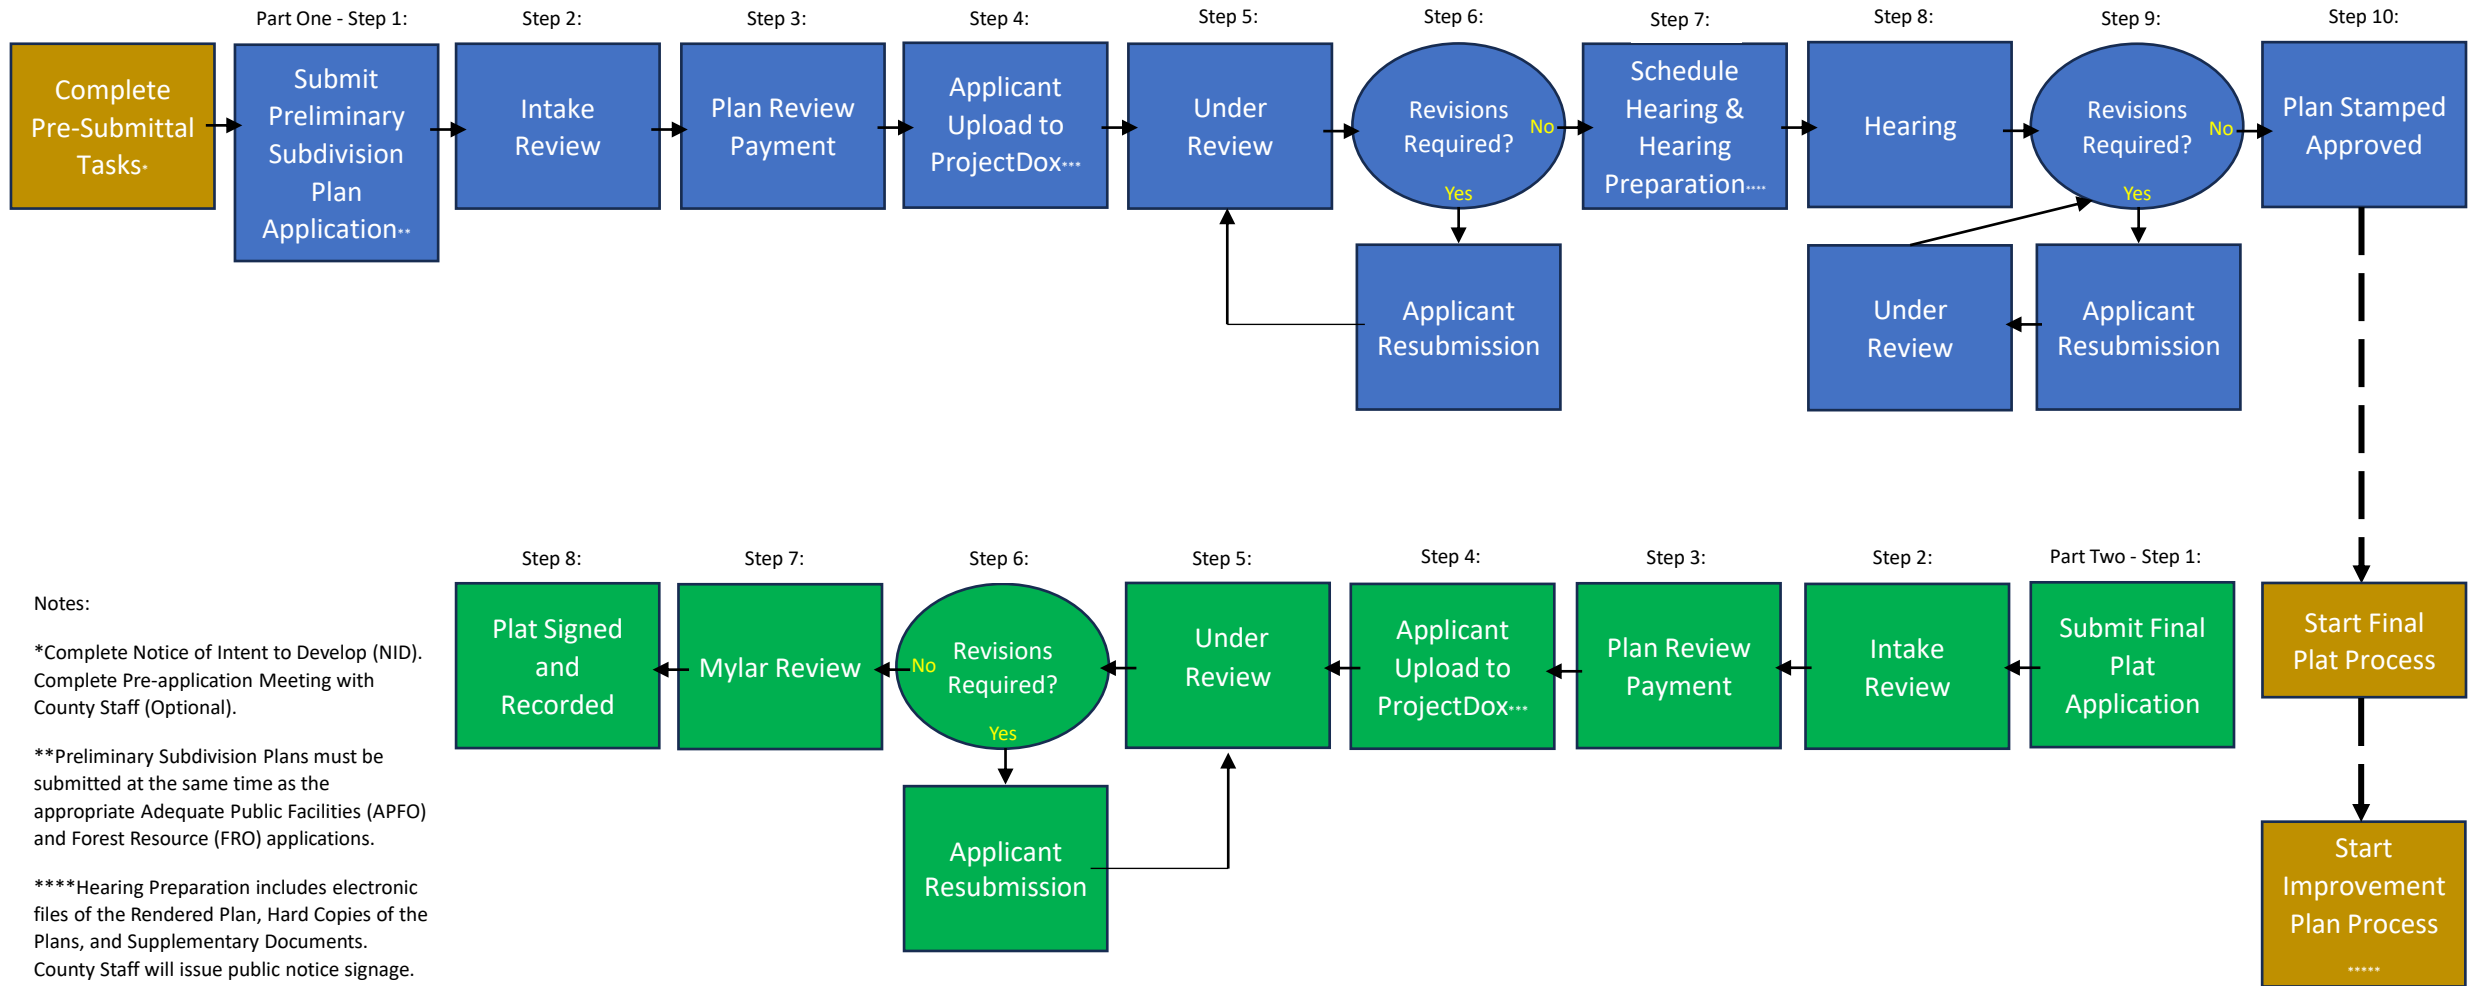 Part One - Step 1:
Step 2:
Step 3:
Step 4:
Step 5:
Step 6:
Step 7:
Step 8:
Step 9:
Step 10:
Complete
Pre-Submittal
Tasks*
Submit
Preliminary
Subdivision
Plan
Application**
Intake
Review
Plan Review
Payment
Applicant
Upload to
ProjectDox***
Under
Review
Revisions
Required?
No
Yes
Applicant
Resubmission
Schedule
Hearing &
Hearing
Preparation****
Hearing
Revisions
Required?
No
Yes
Applicant
Resubmission
Under
Review
Plan Stamped
Approved
Start Final
Plat Process
Start
Improvement
Plan Process
*****
Part Two - Step 1:
Step 2:
Step 3:
Step 4:
Step 5:
Step 6:
Step 7:
Step 8:
Submit Final
Plat
Application
Intake
Review
Plan Review
Payment
Applicant
Upload to
ProjectDox***
Under
Review
Revisions
Required?
No
Yes
Applicant
Resubmission
Mylar Review
Plat Signed
and
Recorded
Notes:
*Complete Notice of Intent to Develop (NID).
Complete Pre-application Meeting with
County Staff (Optional).
**Preliminary Subdivision Plans must be
submitted at the same time as the
appropriate Adequate Public Facilities (APFO)
and Forest Resource (FRO) applications.
****Hearing Preparation includes electronic
files of the Rendered Plan, Hard Copies of the
Plans, and Supplementary Documents.
County Staff will issue public notice signage.